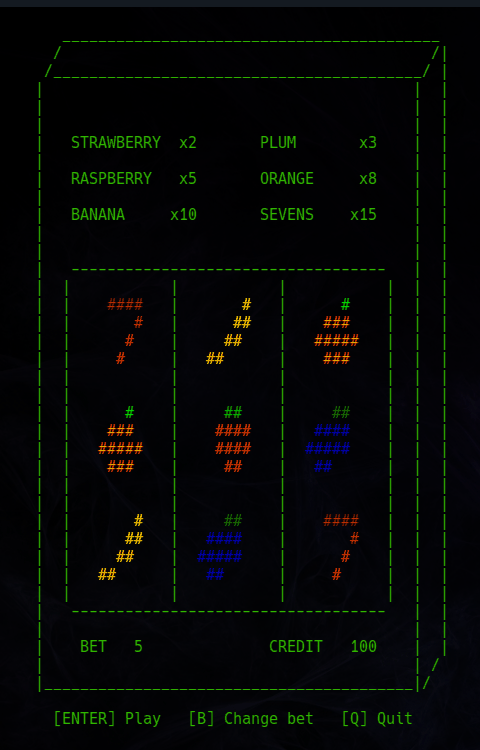 STRAWBERRY x2 PLUM x3
RASPBERRY x5 ORANGE x8
BANANA x10 SEVENS x15
BET 5 CREDIT 100
[ENTER] Play [B] Change bet [Q] Quit